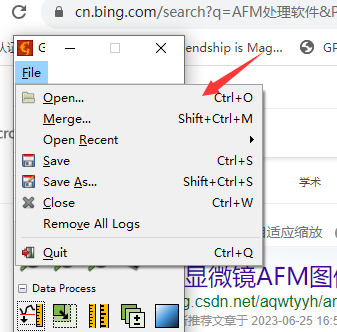 cn.bing.com/search?q=AFM处理软件&P
endship is Mag...
G
File
Open... Ctrl+O
Merge... Shift+Ctrl+M
Open Recent
Save Ctrl+S
Save As... Shift+Ctrl+S
Close Ctrl+W
Remove All Logs
Quit Ctrl+Q
学术
自适应缩放
Data Process
显微镜AFM图像
g.csdn.net/aqwtyyh/ar
新推荐文章于 2023-06-25 16:5